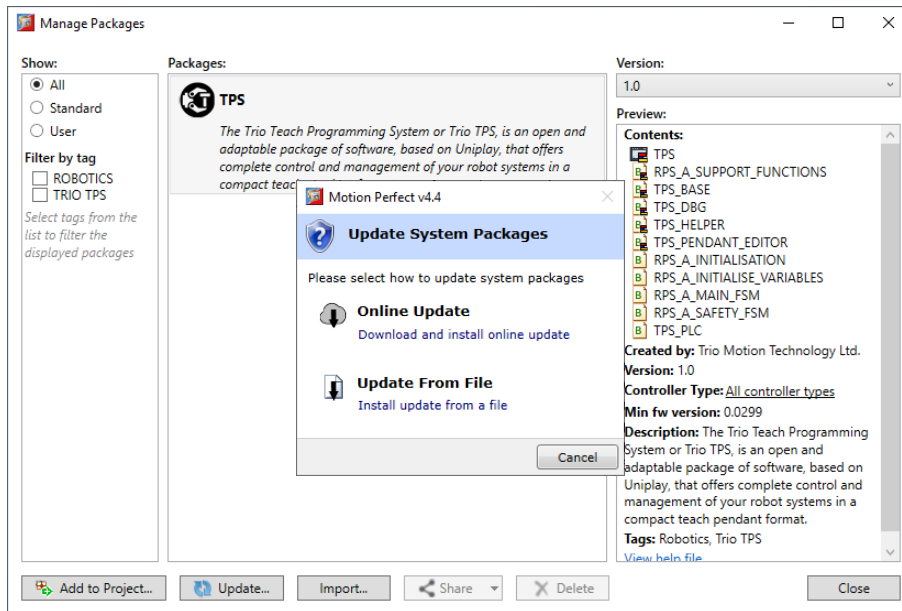 Manage Packages
Show:
All
Standard
User
Filter by tag
ROBOTICS
TRIO TPS
Select tags from the
list to filter the
displayed packages
Packages:
TPS
The Trio Teach Programming System or Trio TPS, is an open and
adaptable package of software, based on Uniplay, that offers
complete control and management of your robot systems in a
compact teach
Motion Perfect v4.4
Update System Packages
Please select how to update system packages
Online Update
Download and install online update
Update From File
Install update from a file
Cancel
Version:
1.0
Preview:
Contents:
TPS
RPS_A_SUPPORT_FUNCTIONS
TPS_BASE
TPS_DBG
TPS_HELPER
TPS_PENDANT_EDITOR
RPS_A_INITIALISATION
RPS_A_INITIALISE_VARIABLES
RPS_A_MAIN_FSM
RPS_A_SAFETY_FSM
TPS_PLC
Created by: Trio Motion Technology Ltd.
Version: 1.0
Controller Type: All controller types
Min fw version: 0.0299
Description: The Trio Teach Programming
System or Trio TPS, is an open and
adaptable package of software, based on
Uniplay, that offers complete control and
management of your robot systems in a
compact teach pendant format.
Tags: Robotics, Trio TPS
View help file
Add to Project...
Update...
Import...
Share
Delete
Close